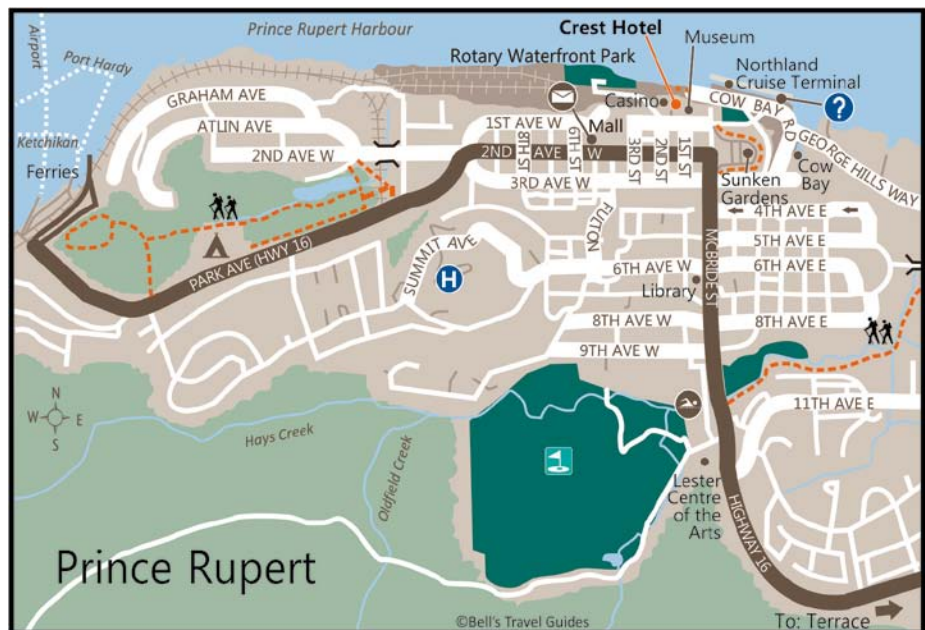 Prince Rupert Harbour
Crest Hotel
Museum
Rotary Waterfront Park
Northland
Cruise Terminal
?
Airport
Port Hardy
Ketchikan
Ferries
GRAHAM AVE
ATLIN AVE
2ND AVE W
Casino
COW BAY RD
GEORGE HILLS WAY
Mall
1ST AVE W
8TH ST
6TH ST
2ND AVE W
3RD ST
2ND ST
1ST ST
3RD AVE W
Sunken
Gardens
Cow
Bay
4TH AVE E
5TH AVE E
6TH AVE E
8TH AVE E
FULTON
SUMMIT AVE
PARK AVE (HWY 16)
H
6TH AVE W
Library
MCBRIDE ST
8TH AVE W
9TH AVE W
11TH AVE E
N
W
E
S
Hays Creek
Oldfield Creek
Lester
Centre
of the
Arts
HIGHWAY 16
Prince Rupert
©Bell's Travel Guides
To: Terrace